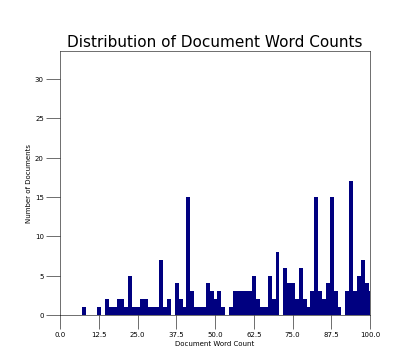 Distribution of Document Word Counts
Number of Documents
30
25
20
15
10
5
0
0.0 12.5 25.0 37.5 50.0 62.5 75.0 87.5 100.0
Document Word Count